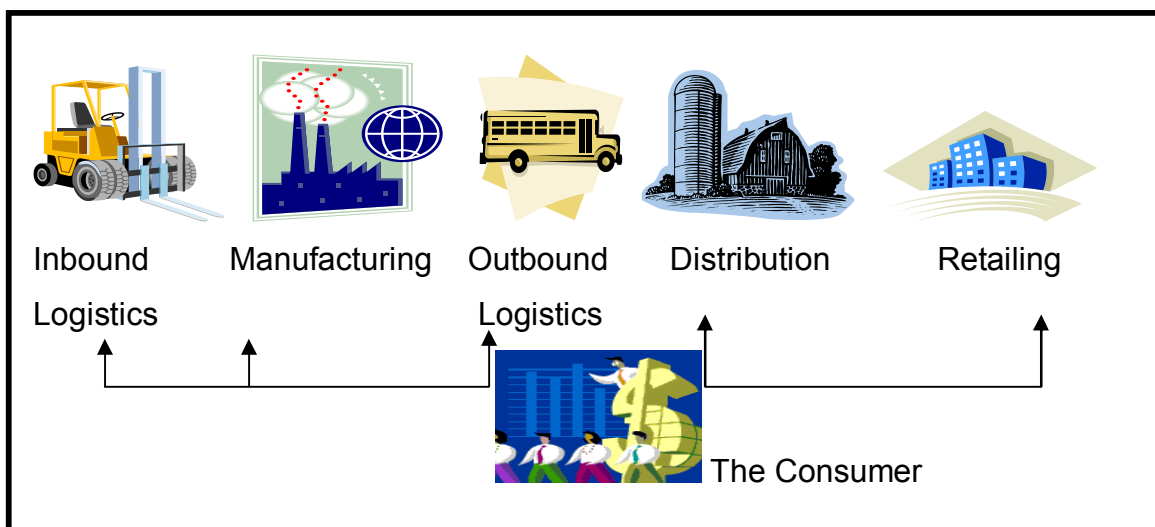 Inbound Manufacturing Outbound Distribution Retailing
Logistics Logistics
The Consumer